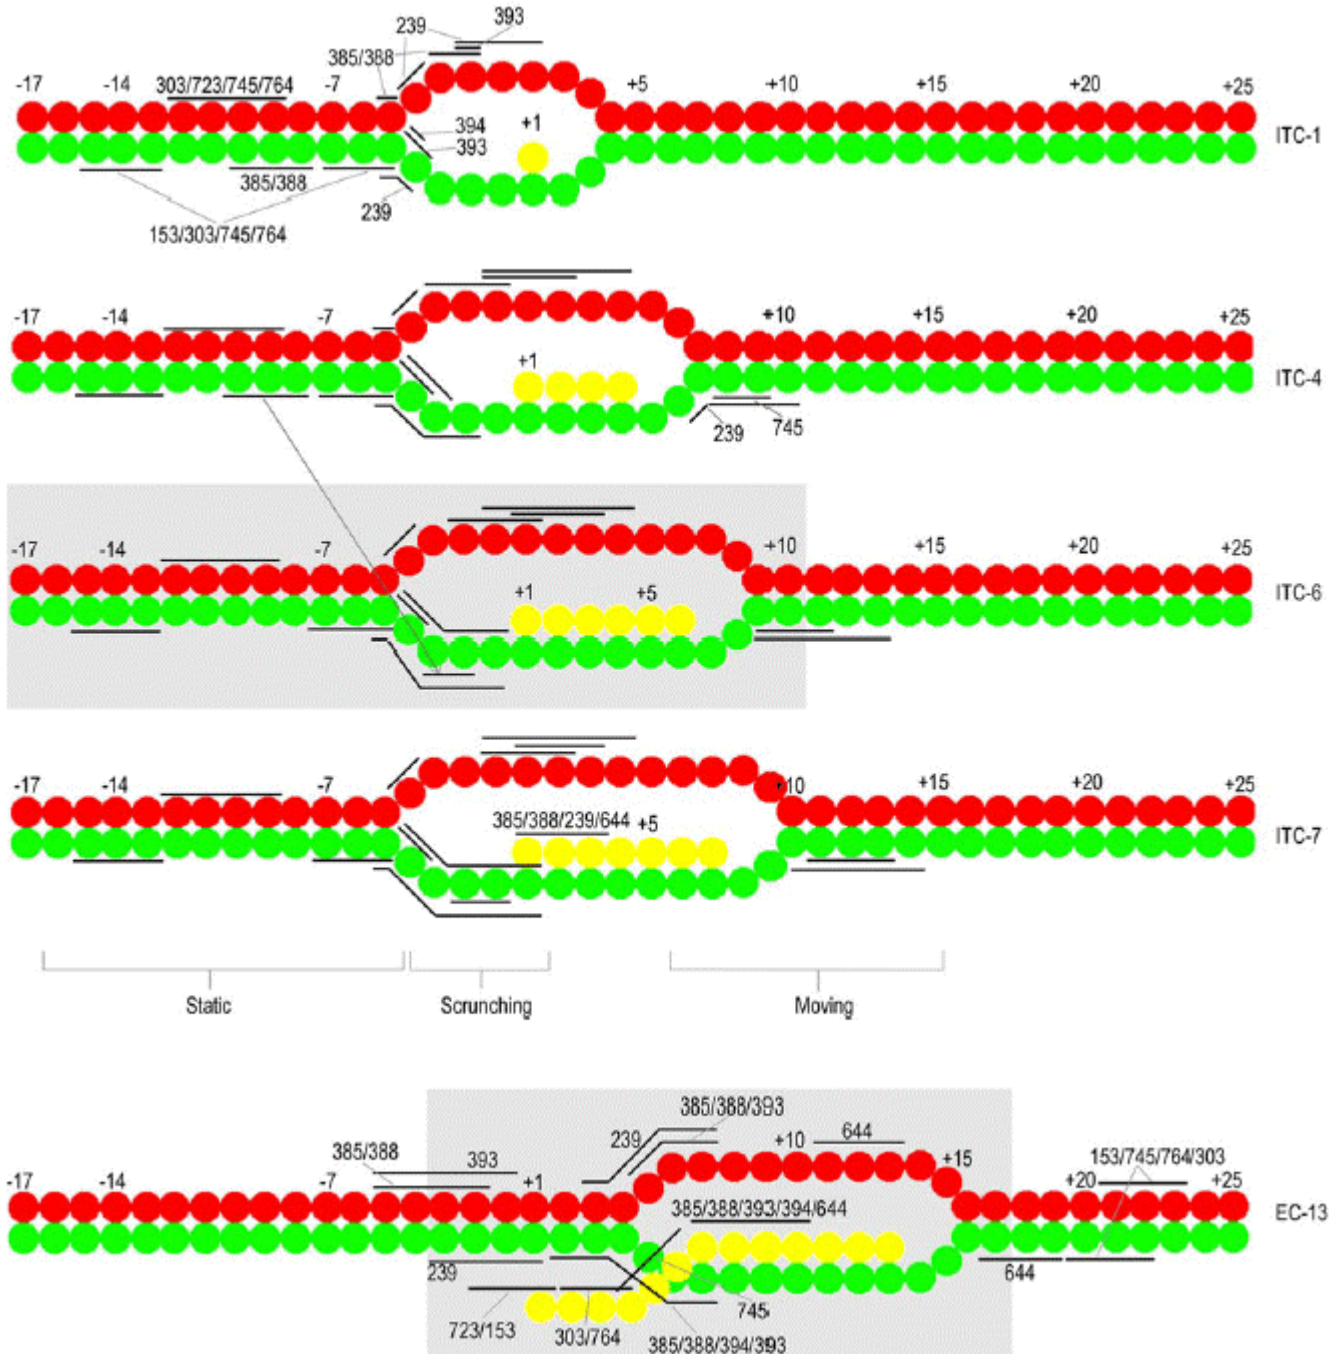 239 393
385/388
-17 -14 303/723/745/764 -7 +5 +10 +15 +20 +25
394 +1 ITC-1
393
385/388
239
153/303/745/764
-17 -14 -7 +10 +15 +20 +25
+1 ITC-4
239 745
-17 -14 -7 +10 +15 +20 +25
+1 +5 ITC-6
-17 -14 -7 +10 +15 +20 +25
385/388/239/644 +5 ITC-7
Static Scrunching Moving
385/388/393
239 +10 644
385/388 393 153/745/764/303
-17 -14 -7 +1 +15 +20 +25
385/388/393/394/644 EC-13
239 644
745
723/153 303/764 385/388/394/393